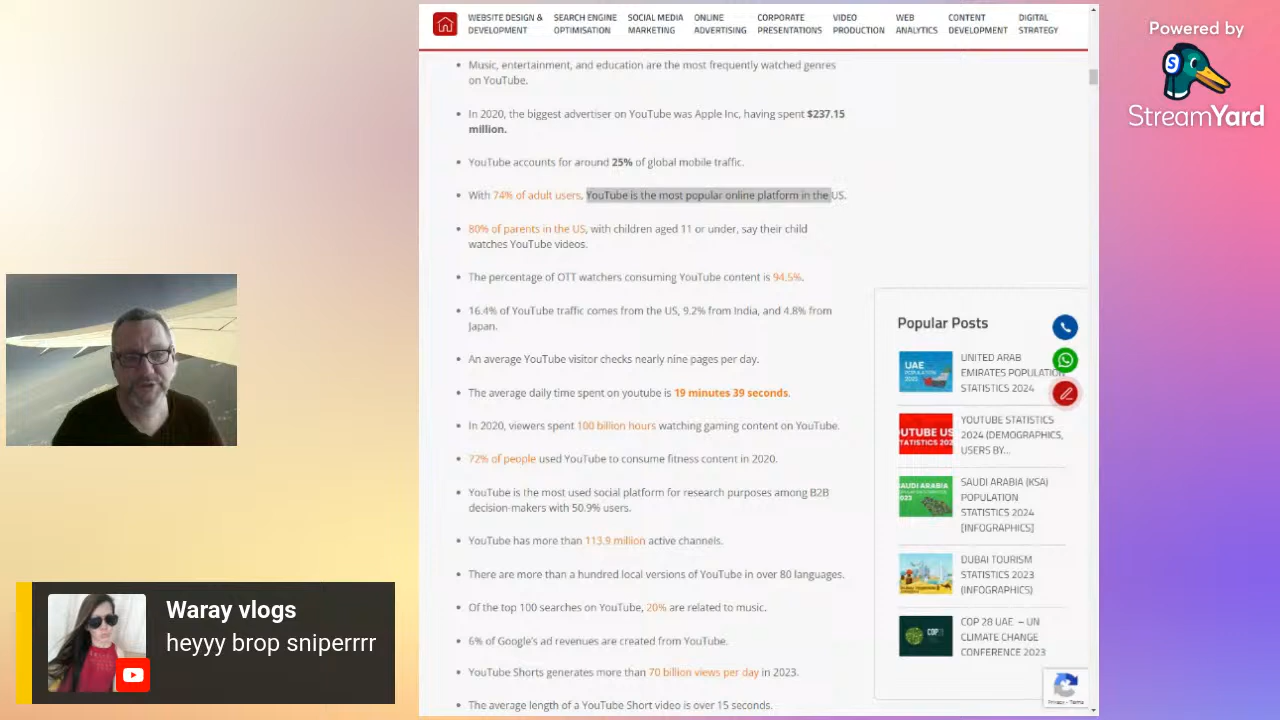 WEBSITE DESIGN &
DEVELOPMENT
SEARCH ENGINE
OPTIMISATION
SOCIAL MEDIA
MARKETING
ONLINE
ADVERTISING
CORPORATE
PRESENTATIONS
VIDEO
PRODUCTION
WEB
ANALYTICS
CONTENT
DEVELOPMENT
DIGITAL
STRATEGY
Powered by
StreamYard
Music, entertainment, and education are the most frequently watched genres
on YouTube.
In 2020, the biggest advertiser on YouTube was Apple Inc, having spent $237.15
million.
YouTube accounts for around 25% of global mobile traffic.
With 74% of adult users, YouTube is the most popular online platform in the US.
80% of parents in the US, with children aged 11 or under, say their child
watches YouTube videos.
The percentage of OTT watchers consuming YouTube content is 94.5%.
16.4% of YouTube traffic comes from the US, 9.2% from India, and 4.8% from
Japan.
An average YouTube visitor checks nearly nine pages per day.
The average daily time spent on youtube is 19 minutes 39 seconds.
In 2020, viewers spent 100 billion hours watching gaming content on YouTube.
72% of people used YouTube to consume fitness content in 2020.
YouTube is the most used social platform for research purposes among B2B
decision-makers with 50.9% users.
YouTube has more than 113.9 million active channels.
There are more than a hundred local versions of YouTube in over 80 languages.
Of the top 100 searches on YouTube, 20% are related to music.
6% of Google's ad revenues are created from YouTube.
YouTube Shorts generates more than 70 billion views per day in 2023.
The average length of a YouTube Short video is over 15 seconds.
Popular Posts
UNITED ARAB
EMIRATES POPULATION
STATISTICS 2024
YOUTUBE STATISTICS
2024 (DEMOGRAPHICS,
USERS BY...
SAUDI ARABIA (KSA)
POPULATION
STATISTICS 2024
[INFOGRAPHICS]
DUBAI TOURISM
STATISTICS 2023
(INFOGRAPHICS)
COP 28 UAE – UN
CLIMATE CHANGE
CONFERENCE 2023
Privacy - Terms
Waray vlogs
heyyy brop sniperrrr